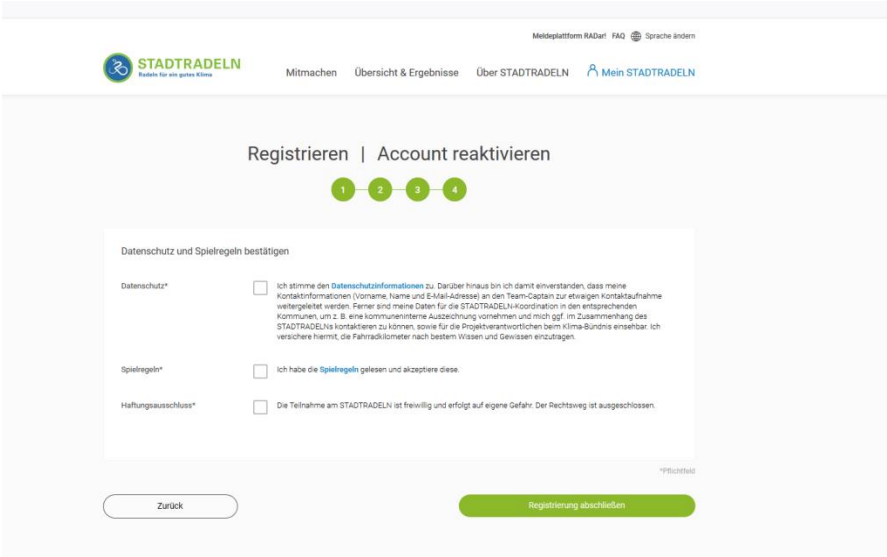 Meldeplattform RADar! FAQ Sprache ändern
STADTRADELN
Radeln für ein gutes Klima
Mitmachen Übersicht & Ergebnisse Über STADTRADELN Mein STADTRADELN
Registrieren | Account reaktivieren
1 2 3 4
Datenschutz und Spielregeln bestätigen
Datenschutz* Ich stimme den Datenschutzinformationen zu. Darüber hinaus bin ich damit einverstanden, dass meine
Kontaktinformationen (Vorname, Name und E-Mail-Adresse) an den Team-Captain zur etwaigen Kontaktaufnahme
weitergeleitet werden. Ferner sind meine Daten für die STADTRADELN-Koordination in den entsprechenden
Kommunen, um z. B. eine kommuneninterne Auszeichnung vornehmen und mich ggf. im Zusammenhang des
STADTRADELNs kontaktieren zu können, sowie für die Projektverantwortlichen beim Klima-Bündnis einsehbar. Ich
versichere hiermit, die Fahrradkilometer nach bestem Wissen und Gewissen einzutragen.
Spielregeln* Ich habe die Spielregeln gelesen und akzeptiere diese.
Haftungsausschluss* Die Teilnahme am STADTRADELN ist freiwillig und erfolgt auf eigene Gefahr. Der Rechtsweg ist ausgeschlossen.
*Pflichtfeld
Zurück Registrierung abschließen